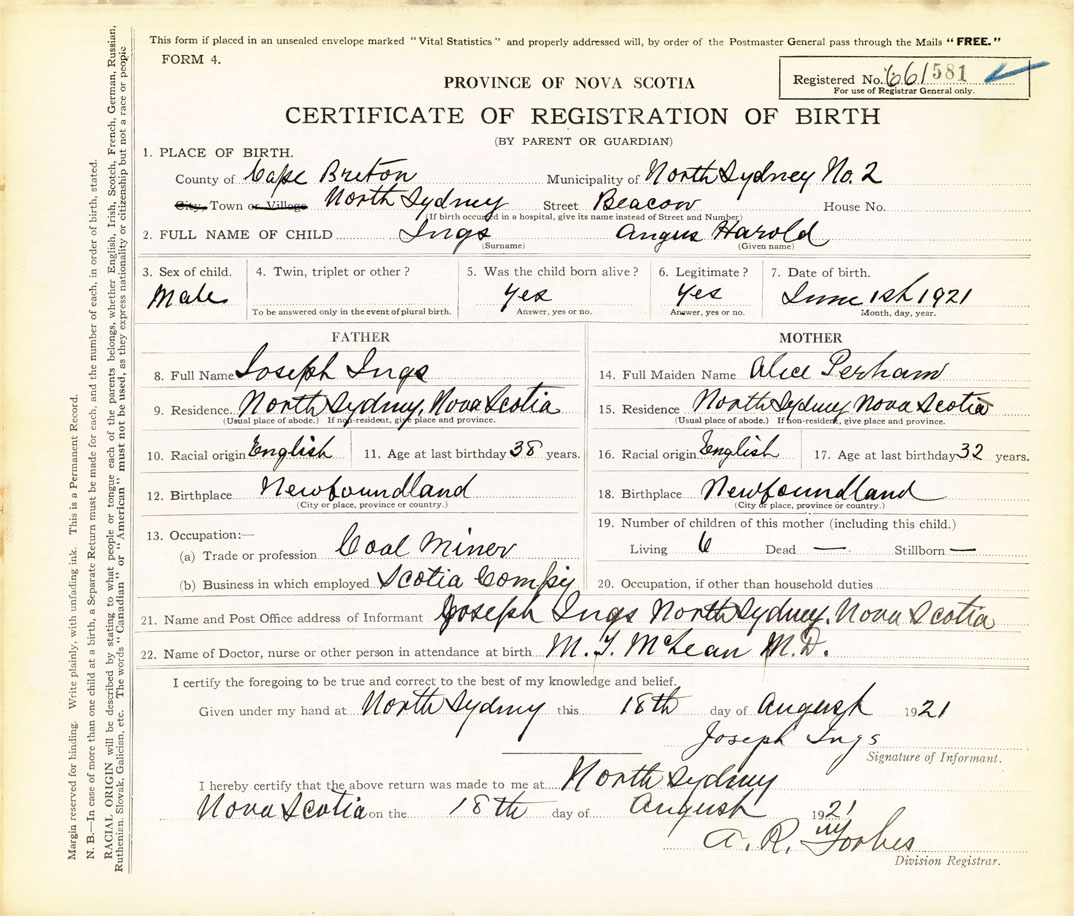 This form if placed in an unsealed envelope marked "Vital Statistics" and properly addressed will, by order of the Postmaster General pass through the Mails "FREE."
FORM 4.
Registered No. 661581
For use of Registrar General only.
PROVINCE OF NOVA SCOTIA
CERTIFICATE OF REGISTRATION OF BIRTH
(BY PARENT OR GUARDIAN)
1. PLACE OF BIRTH.
County of Cape Breton Municipality of North Sydney No. 2
City, Town or Village North Sydney Street Beacon House No.
(If birth occured in a hospital, give its name instead of Street and Number)
2. FULL NAME OF CHILD Ings Angus Harold
(Surname) (Given name)
3. Sex of child. 4. Twin, triplet or other? 5. Was the child born alive? 6. Legitimate? 7. Date of birth.
Male Yes Yes June 1st 1921
To be answered only in the event of plural birth. Answer, yes or no. Answer, yes or no. Month, day, year.
FATHER MOTHER
8. Full Name Joseph Ings 14. Full Maiden Name Alice Perham
9. Residence. North Sydney, Nova Scotia 15. Residence North Sydney Nova Scotia
(Usual place of abode.) If non-resident, give place and province. (Usual place of abode.) If non-resident, give place and province.
10. Racial origin English 11. Age at last birthday 38 years. 16. Racial origin English 17. Age at last birthday 32 years.
12. Birthplace Newfoundland 18. Birthplace Newfoundland
(City or place, province or country.) (City or place, province or country.)
13. Occupation:— 19. Number of children of this mother (including this child.)
(a) Trade or profession Coal Miner Living 6 Dead — Stillborn —
(b) Business in which employed Scotia Compy 20. Occupation, if other than household duties
21. Name and Post Office address of Informant Joseph Ings North Sydney, Nova Scotia
22. Name of Doctor, nurse or other person in attendance at birth M. T. McLean M.D.
I certify the foregoing to be true and correct to the best of my knowledge and belief.
Given under my hand at North Sydney this 18th day of August 1921
Joseph Ings
Signature of Informant.
I hereby certify that the above return was made to me at North Sydney
Nova Scotia on the 18th day of August 1921
A. R. Forbes
Division Registrar.
Margin reserved for binding. Write plainly, with unfading ink. This is a Permanent Record.
N. B.—In case of more than one child at a birth, a Separate Return must be made for each, and the number of each, in order of birth, stated.
RACIAL ORIGIN will be described by stating to what people or tongue each of the parents belongs, whether English, Irish, Scotch, French, German, Russian,
Ruthenian, Slovak, Galician, etc. The words "Canadian" or "American" must not be used, as they express nationality or citizenship but not a race or people